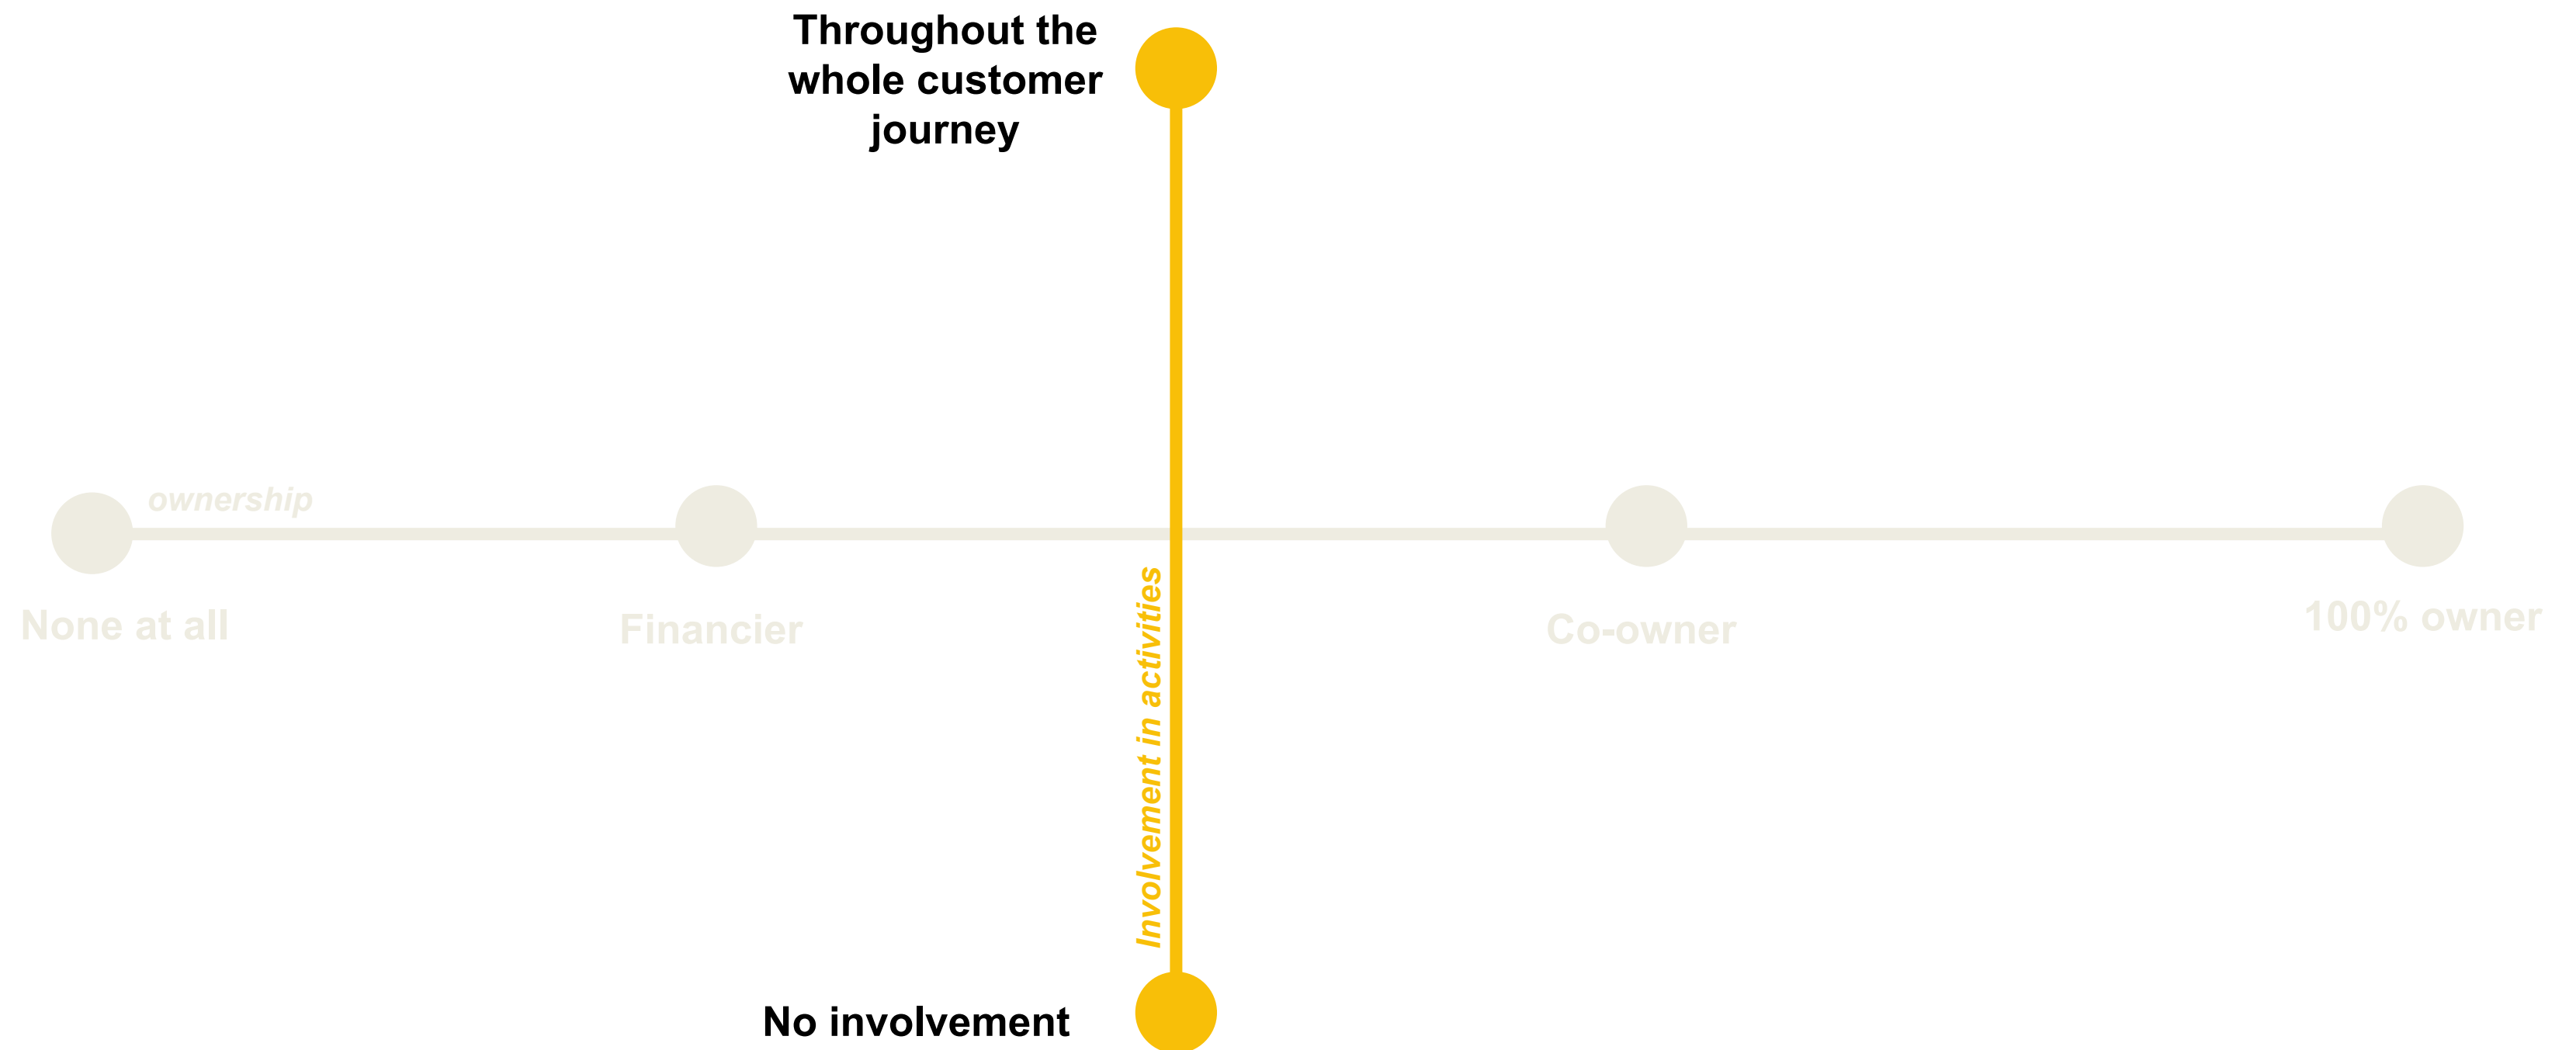 Throughout the
whole customer
journey
ownership
None at all
Financier
Co-owner
100% owner
Involvement in activities
No involvement